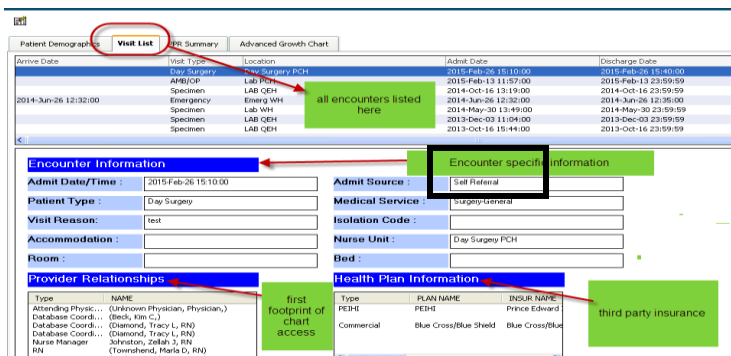 Patient Demographics Visit List PPR Summary Advanced Growth Chart
Arrive Date Visit Type Location Admit Date Discharge Date
Day Surgery Day Surgery PCH 2015-Feb-26 15:10:00 2015-Feb-26 15:40:00
AMB/OP Lab PCH 2015-Feb-13 11:57:00 2015-Feb-13 23:59:59
Specimen LAB QEH 2014-Oct-16 13:19:00 2014-Oct-16 23:59:59
2014-Jun-26 12:32:00 Emergency Emerg WH 2014-Jun-26 12:32:00 2014-Jun-26 12:35:00
Specimen Lab WH 2014-May-30 13:49:00 2014-May-30 23:59:59
Specimen LAB QEH 2013-Dec-03 11:04:00 2013-Dec-03 23:59:59
Specimen LAB QEH 2013-Oct-16 15:44:00 2013-Oct-16 23:59:59
all encounters listed
here
Encounter Information
Encounter specific information
Admit Date/Time : 2015-Feb-26 15:10:00 Admit Source : Self Referral
Patient Type : Day Surgery Medical Service : Surgery-General
Visit Reason: test Isolation Code :
Accommodation : Nurse Unit : Day Surgery PCH
Room : Bed :
Provider Relationships Health Plan Information
Type NAME
Attending Physic... (Unknown Physician, Physician,)
Database Coordi... (Beck, Kim C,)
Database Coordi... (Diamond, Tracy L, RN)
Database Coordi... (Diamond, Tracy L, RN)
Nurse Manager Johnston, Zellah J, RN
RN (Townshend, Marla D, RN)
first
footprint of
chart
access
Type PLAN NAME INSUR NAME
PEIHI PEIHI Prince Edward
Commercial Blue Cross/Blue Shield Blue Cross/Blue
third party insurance